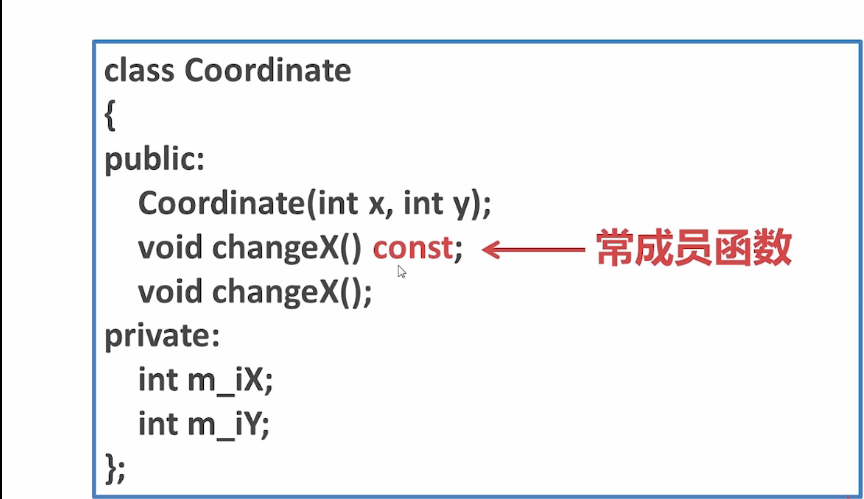 class Coordinate
{
public:
Coordinate(int x, int y);
void changeX() const; 常成员函数
void changeX();
private:
int m_iX;
int m_iY;
};